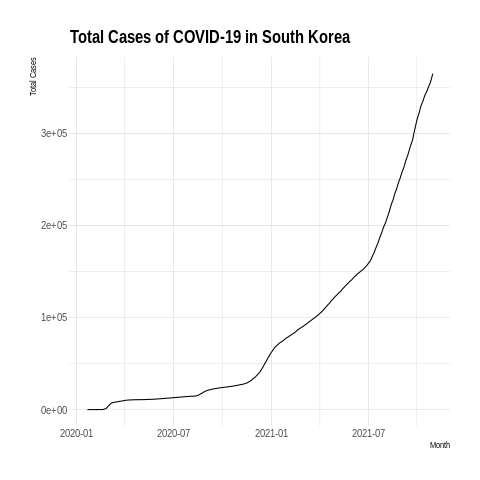 Total Cases of COVID-19 in South Korea
Total Cases
3e+05
2e+05
1e+05
0e+00
2020-01 2020-07 2021-01 2021-07
Month